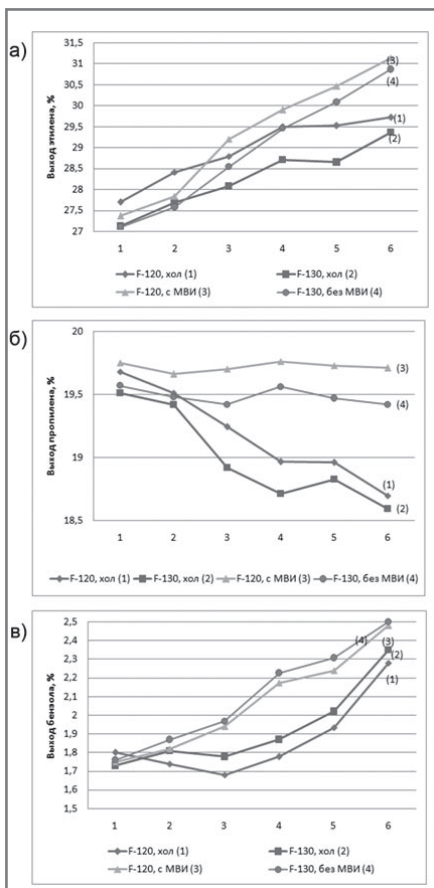 а)
31,5
31
30,5
30
29,5
29
28,5
28
27,5
27
Выход этилена, %
(3)
(4)
(1)
(2)
1 2 3 4 5 6
F-120, хол (1) F-130, хол (2)
F-120, с МВИ (3) F-130, без МВИ (4)
б)
20
19,5
19
18,5
Выход пропилена, %
(3)
(4)
(1)
(2)
1 2 3 4 5 6
F-120, хол (1) F-130, хол (2) F-120, с МВИ (3) F-130, без МВИ (4)
в)
2,5
2,4
2,3
2,2
2,1
2
1,9
1,8
1,7
1,6
1,5
Выход бензола, %
(4)
(3)
(2)
(1)
1 2 3 4 5 6
F-120, хол (1) F-130, хол (2)
F-120, с МВИ (3) F-130, без МВИ (4)